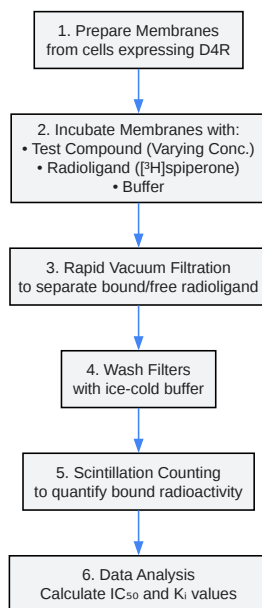 1. Prepare Membranes
from cells expressing D4R
2. Incubate Membranes with:
• Test Compound (Varying Conc.)
• Radioligand ([³H]spiperone)
• Buffer
3. Rapid Vacuum Filtration
to separate bound/free radioligand
4. Wash Filters
with ice-cold buffer
5. Scintillation Counting
to quantify bound radioactivity
6. Data Analysis
Calculate IC₅₀ and Kᵢ values